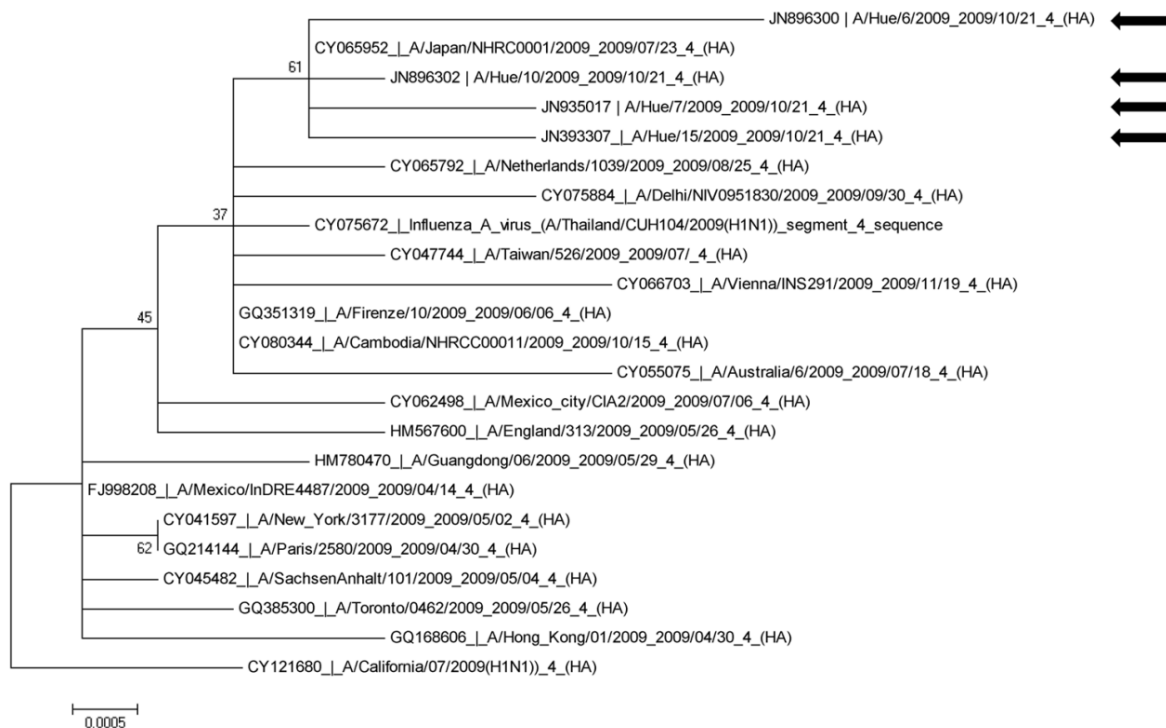 JN896300 | A/Hue/6/2009_2009/10/21_4_(HA)
CY065952_|_A/Japan/NHRC0001/2009_2009/07/23_4_(HA)
61
JN896302 | A/Hue/10/2009_2009/10/21_4_(HA)
JN935017 | A/Hue/7/2009_2009/10/21_4_(HA)
JN393307_|_A/Hue/15/2009_2009/10/21_4_(HA)
CY065792_|_A/Netherlands/1039/2009_2009/08/25_4_(HA)
CY075884_|_A/Delhi/NIV0951830/2009_2009/09/30_4_(HA)
37
CY075672_|_Influenza_A_virus_(A/Thailand/CUH104/2009(H1N1))_segment_4_sequence
CY047744_|_A/Taiwan/526/2009_2009/07/_4_(HA)
CY066703_|_A/Vienna/INS291/2009_2009/11/19_4_(HA)
GQ351319_|_A/Firenze/10/2009_2009/06/06_4_(HA)
45
CY080344_|_A/Cambodia/NHRCC00011/2009_2009/10/15_4_(HA)
CY055075_|_A/Australia/6/2009_2009/07/18_4_(HA)
CY062498_|_A/Mexico_city/CIA2/2009_2009/07/06_4_(HA)
HM567600_|_A/England/313/2009_2009/05/26_4_(HA)
HM780470_|_A/Guangdong/06/2009_2009/05/29_4_(HA)
FJ998208_|_A/Mexico/InDRE4487/2009_2009/04/14_4_(HA)
CY041597_|_A/New_York/3177/2009_2009/05/02_4_(HA)
62
GQ214144_|_A/Paris/2580/2009_2009/04/30_4_(HA)
CY045482_|_A/SachsenAnhalt/101/2009_2009/05/04_4_(HA)
GQ385300_|_A/Toronto/0462/2009_2009/05/26_4_(HA)
GQ168606_|_A/Hong_Kong/01/2009_2009/04/30_4_(HA)
CY121680_|_A/California/07/2009(H1N1))_4_(HA)
0.0005